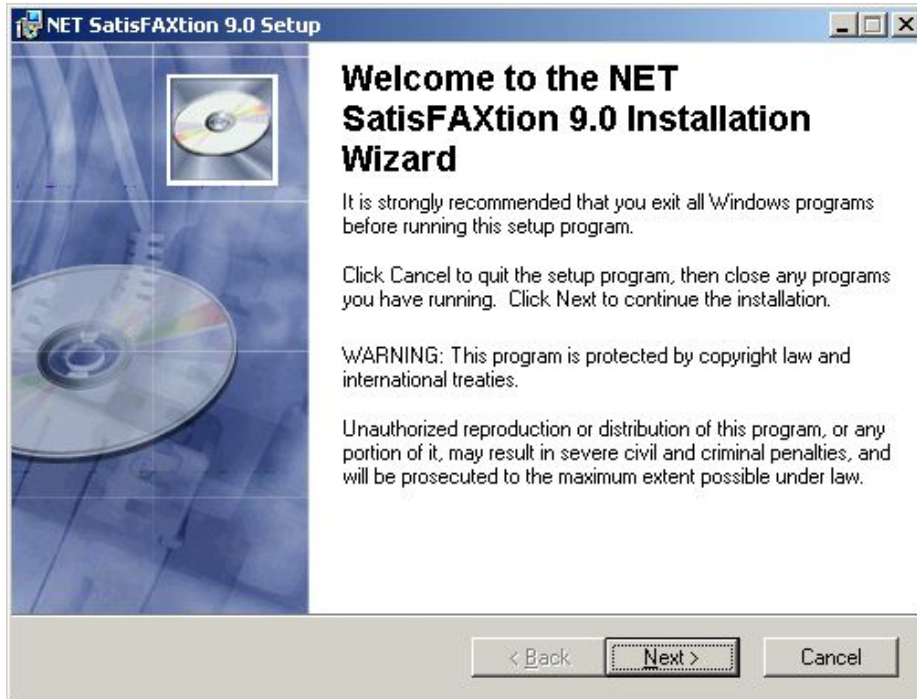 NET SatisFAXtion 9.0 Setup
Welcome to the NET
SatisFAXtion 9.0 Installation
Wizard
It is strongly recommended that you exit all Windows programs
before running this setup program.
Click Cancel to quit the setup program, then close any programs
you have running.  Click Next to continue the installation.
WARNING: This program is protected by copyright law and
international treaties.
Unauthorized reproduction or distribution of this program, or any
portion of it, may result in severe civil and criminal penalties, and
will be prosecuted to the maximum extent possible under law.
< Back Next > Cancel